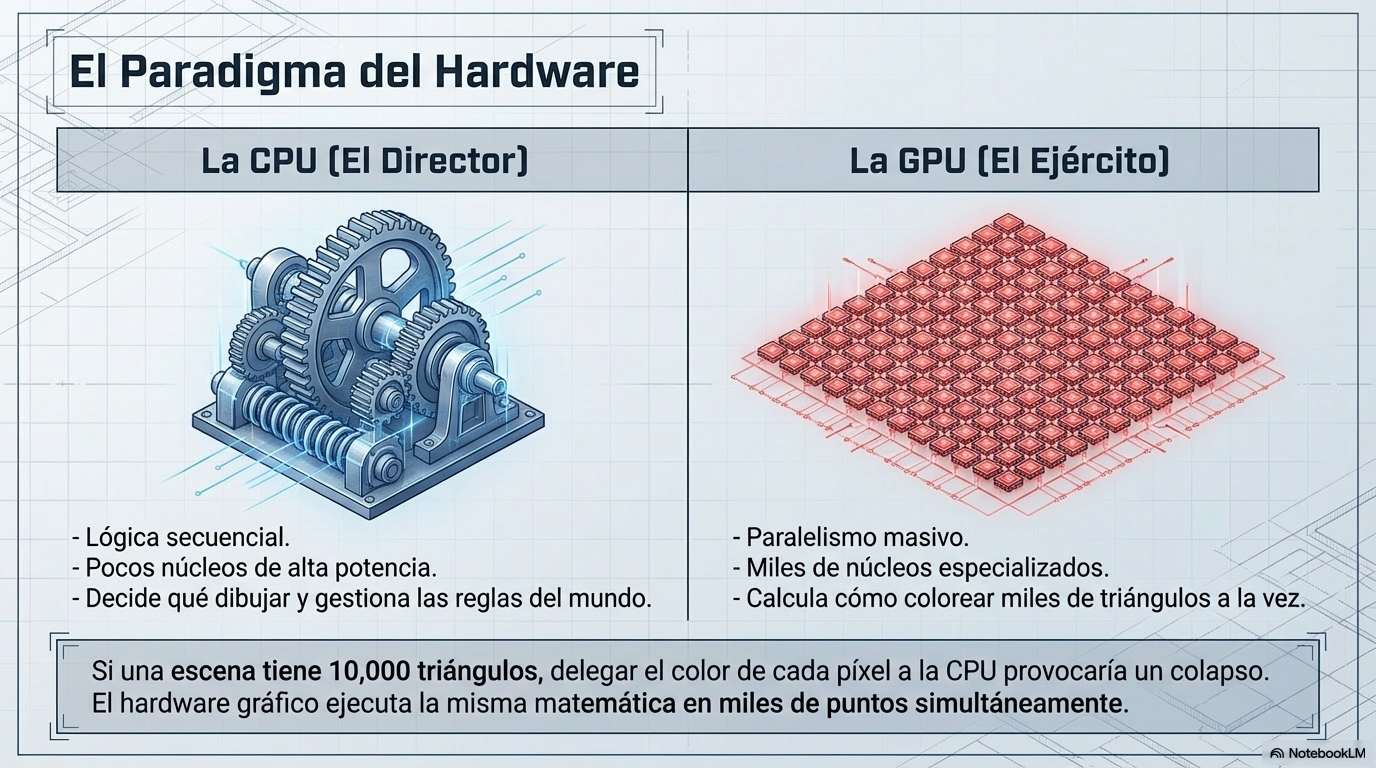 El Paradigma del Hardware
La CPU (El Director)
- Lógica secuencial.
- Pocos núcleos de alta potencia.
- Decide qué dibujar y gestiona las reglas del mundo.
La GPU (El Ejército)
- Paralelismo masivo.
- Miles de núcleos especializados.
- Calcula cómo colorear miles de triángulos a la vez.
Si una escena tiene 10,000 triángulos, delegar el color de cada píxel a la CPU provocaría un colapso.
El hardware gráfico ejecuta la misma matemática en miles de puntos simultáneamente.
NotebookLM